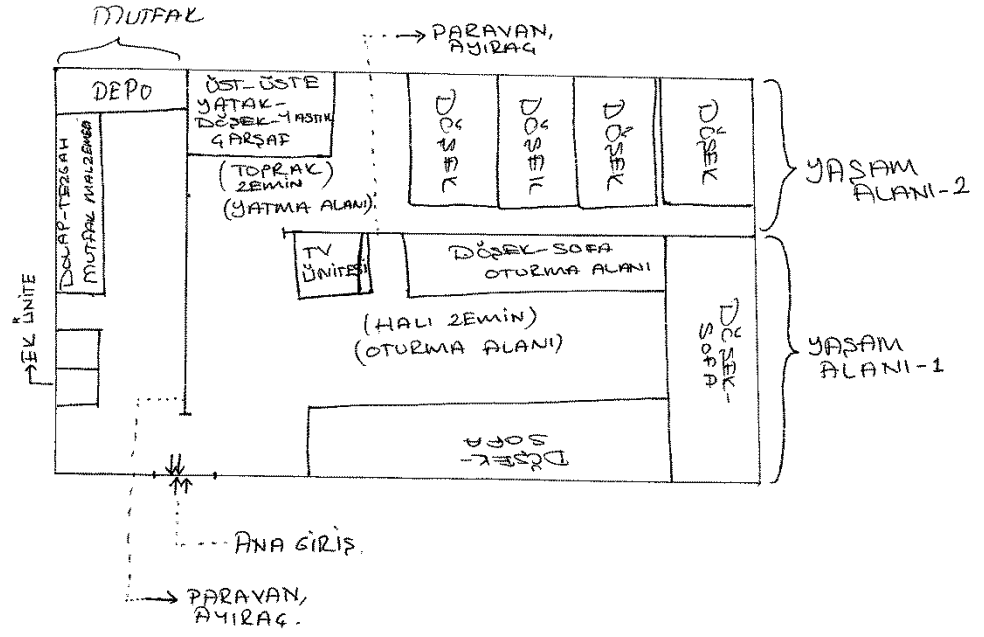 MUTFAK
PARAVAN,
AYIRAÇ
DEPO
ÜST-ÜSTE
YATAK-
DÖŞEK-YASTIK
ÇARŞAF
DÖŞEK
DÖŞEK
DÖŞEK
DÖŞEK
YAŞAM
ALANI-2
(TOPRAK)
ZEMİN
(YATMA ALANI)
DOLAP-TEZGAH
MUTFAK MALZEMESİ
TV
ÜNİTESİ
DÖŞEK-SOFA
OTURMA ALANI
EK ÜNİTE
(HALI ZEMİN)
(OTURMA ALANI)
DÖŞEK-
SOFA
YAŞAM
ALANI-1
DÖŞEK-
SOFA
ANA GİRİŞ.
PARAVAN,
AYIRAÇ.